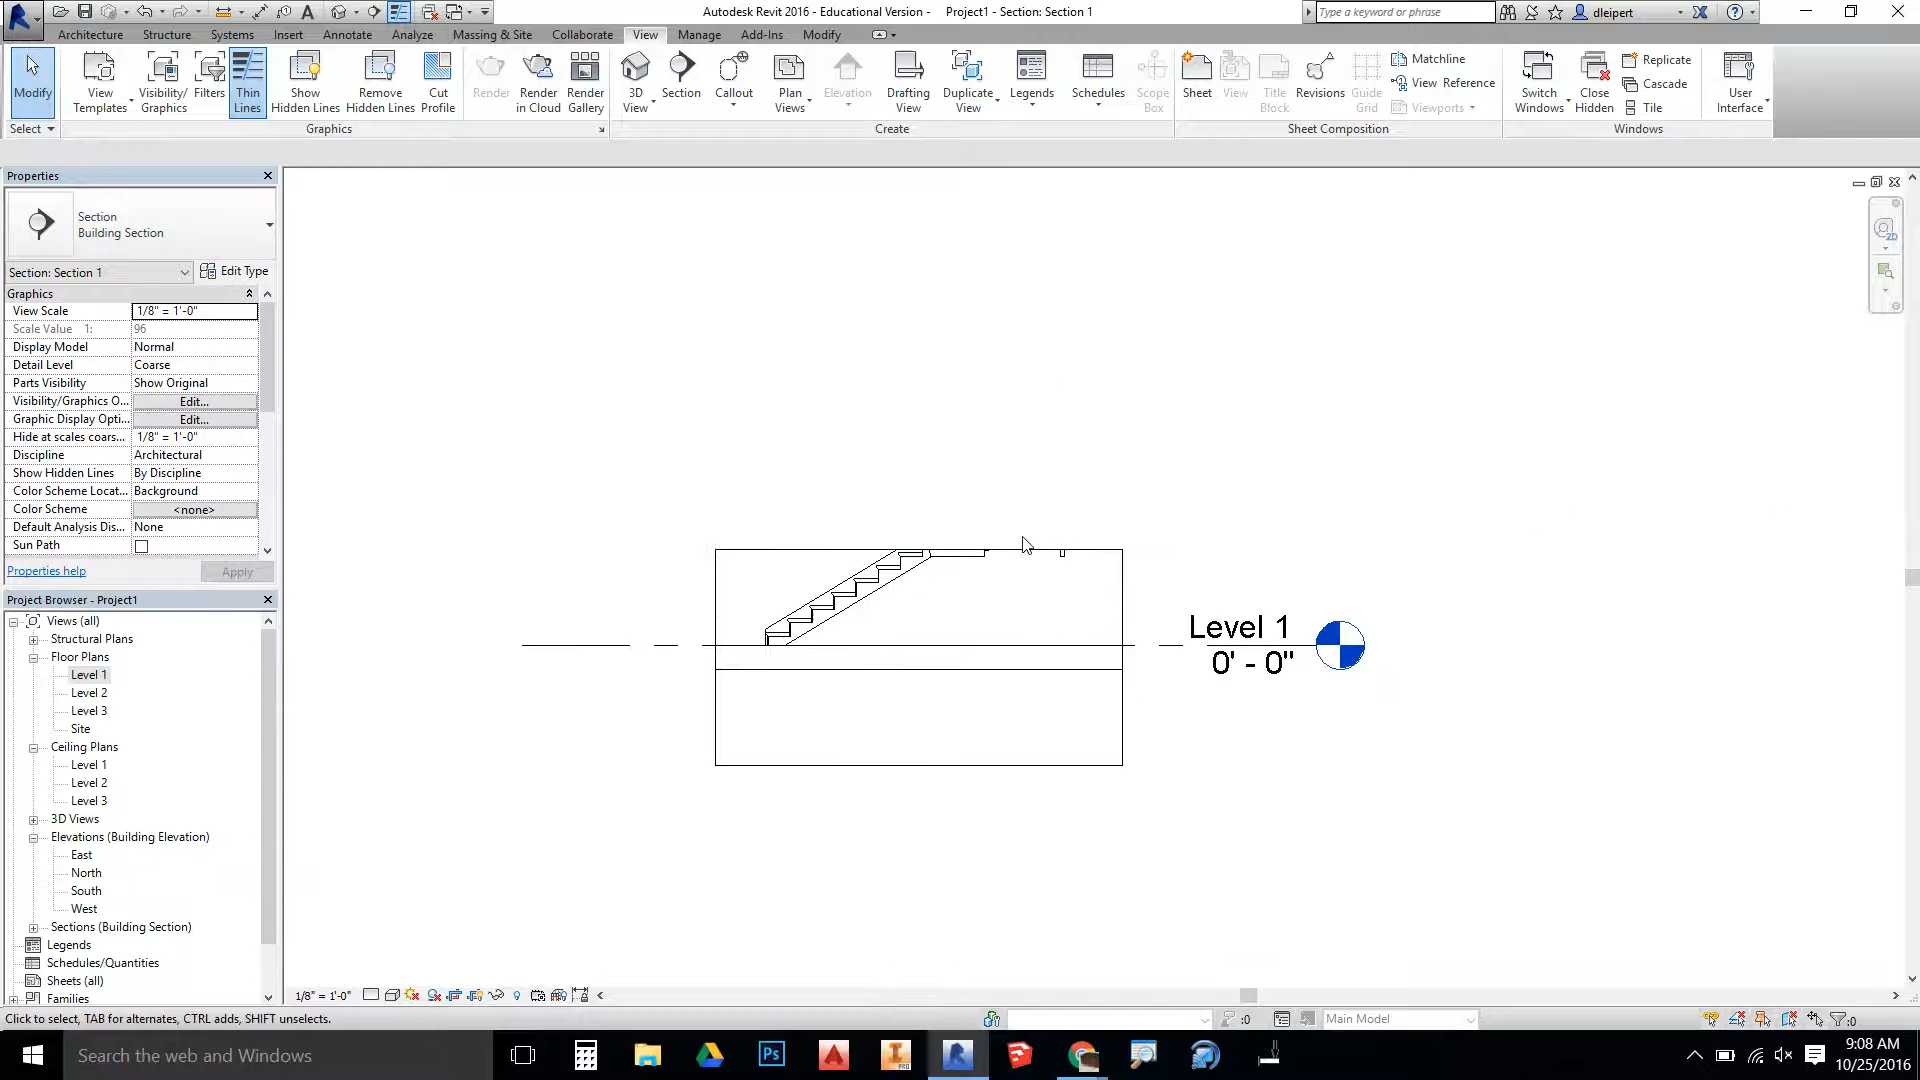 Autodesk Revit 2016 - Educational Version - Project1 - Section: Section 1
Type a keyword or phrase
dleipert
Architecture Structure Systems Insert Annotate Analyze Massing & Site Collaborate View Manage Add-Ins Modify
Modify
View Templates
Visibility/ Graphics
Filters
Thin Lines
Show Hidden Lines
Remove Hidden Lines
Cut Profile
Render
Render in Cloud
Render Gallery
3D View
Section
Callout
Plan Views
Elevation
Drafting View
Duplicate View
Legends
Schedules
Scope Box
Sheet
View
Title Block
Revisions
Guide Grid
Matchline
View Reference
Viewports
Switch Windows
Close Hidden
Replicate
Cascade
Tile
User Interface
Select
Graphics
Create
Sheet Composition
Windows
Properties
Section
Building Section
Section: Section 1
Edit Type
Graphics
View Scale 1/8" = 1'-0"
Scale Value 1: 96
Display Model Normal
Detail Level Coarse
Parts Visibility Show Original
Visibility/Graphics O... Edit...
Graphic Display Opti... Edit...
Hide at scales coars... 1/8" = 1'-0"
Discipline Architectural
Show Hidden Lines By Discipline
Color Scheme Locat... Background
Color Scheme <none>
Default Analysis Dis... None
Sun Path
Properties help
Apply
Project Browser - Project1
Views (all)
Structural Plans
Floor Plans
Level 1
Level 2
Level 3
Site
Ceiling Plans
Level 1
Level 2
Level 3
3D Views
Elevations (Building Elevation)
East
North
South
West
Sections (Building Section)
Legends
Schedules/Quantities
Sheets (all)
Families
Level 1
0' - 0"
2D
1/8" = 1'-0"
Click to select, TAB for alternates, CTRL adds, SHIFT unselects.
:0
Main Model
:0
Search the web and Windows
Ps
PRO
9:08 AM
10/25/2016